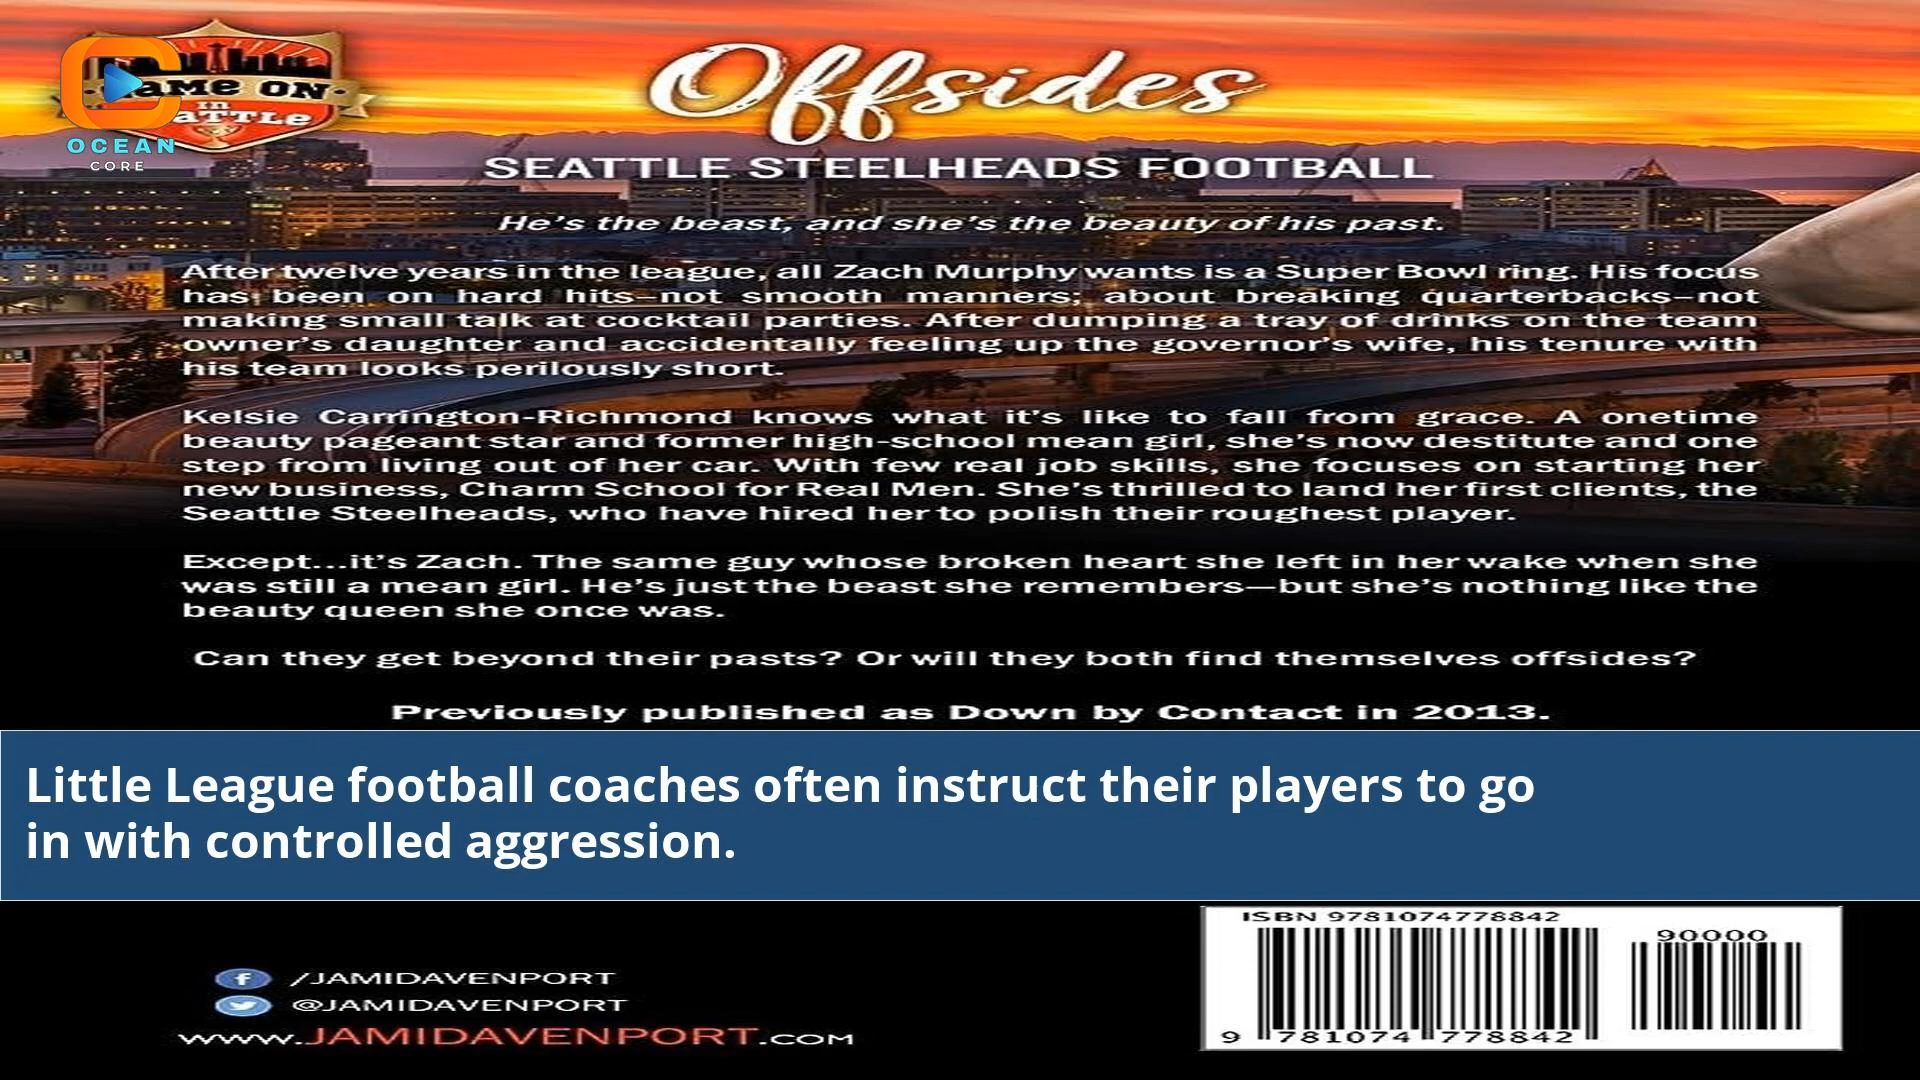 GAME ON
IN
SEATTLE
OCEAN
CORE
Offsides
SEATTLE STEELHEADS FOOTBALL
He's the beast, and she's the beauty of his past.
After twelve years in the league, all Zach Murphy wants is a Super Bowl ring. His focus
has been on hard hits–not smooth manners; about breaking quarterbacks–not
making small talk at cocktail parties. After dumping a tray of drinks on the team
owner's daughter and accidentally feeling up the governor's wife, his tenure with
his team looks perilously short.
Kelsie Carrington-Richmond knows what it's like to fall from grace. A onetime
beauty pageant star and former high-school mean girl, she's now destitute and one
step from living out of her car. With few real job skills, she focuses on starting her
new business, Charm School for Real Men. She's thrilled to land her first clients, the
Seattle Steelheads, who have hired her to polish their roughest player.
Except...it's Zach. The same guy whose broken heart she left in her wake when she
was still a mean girl. He's just the beast she remembers—but she's nothing like the
beauty queen she once was.
Can they get beyond their pasts? Or will they both find themselves offsides?
Previously published as Down by Contact in 2013.
Little League football coaches often instruct their players to go
in with controlled aggression.
ISBN 9781074778842
90000
/JAMIDAVENPORT
@JAMIDAVENPORT
www.JAMIDAVENPORT.COM
9 781074 778842